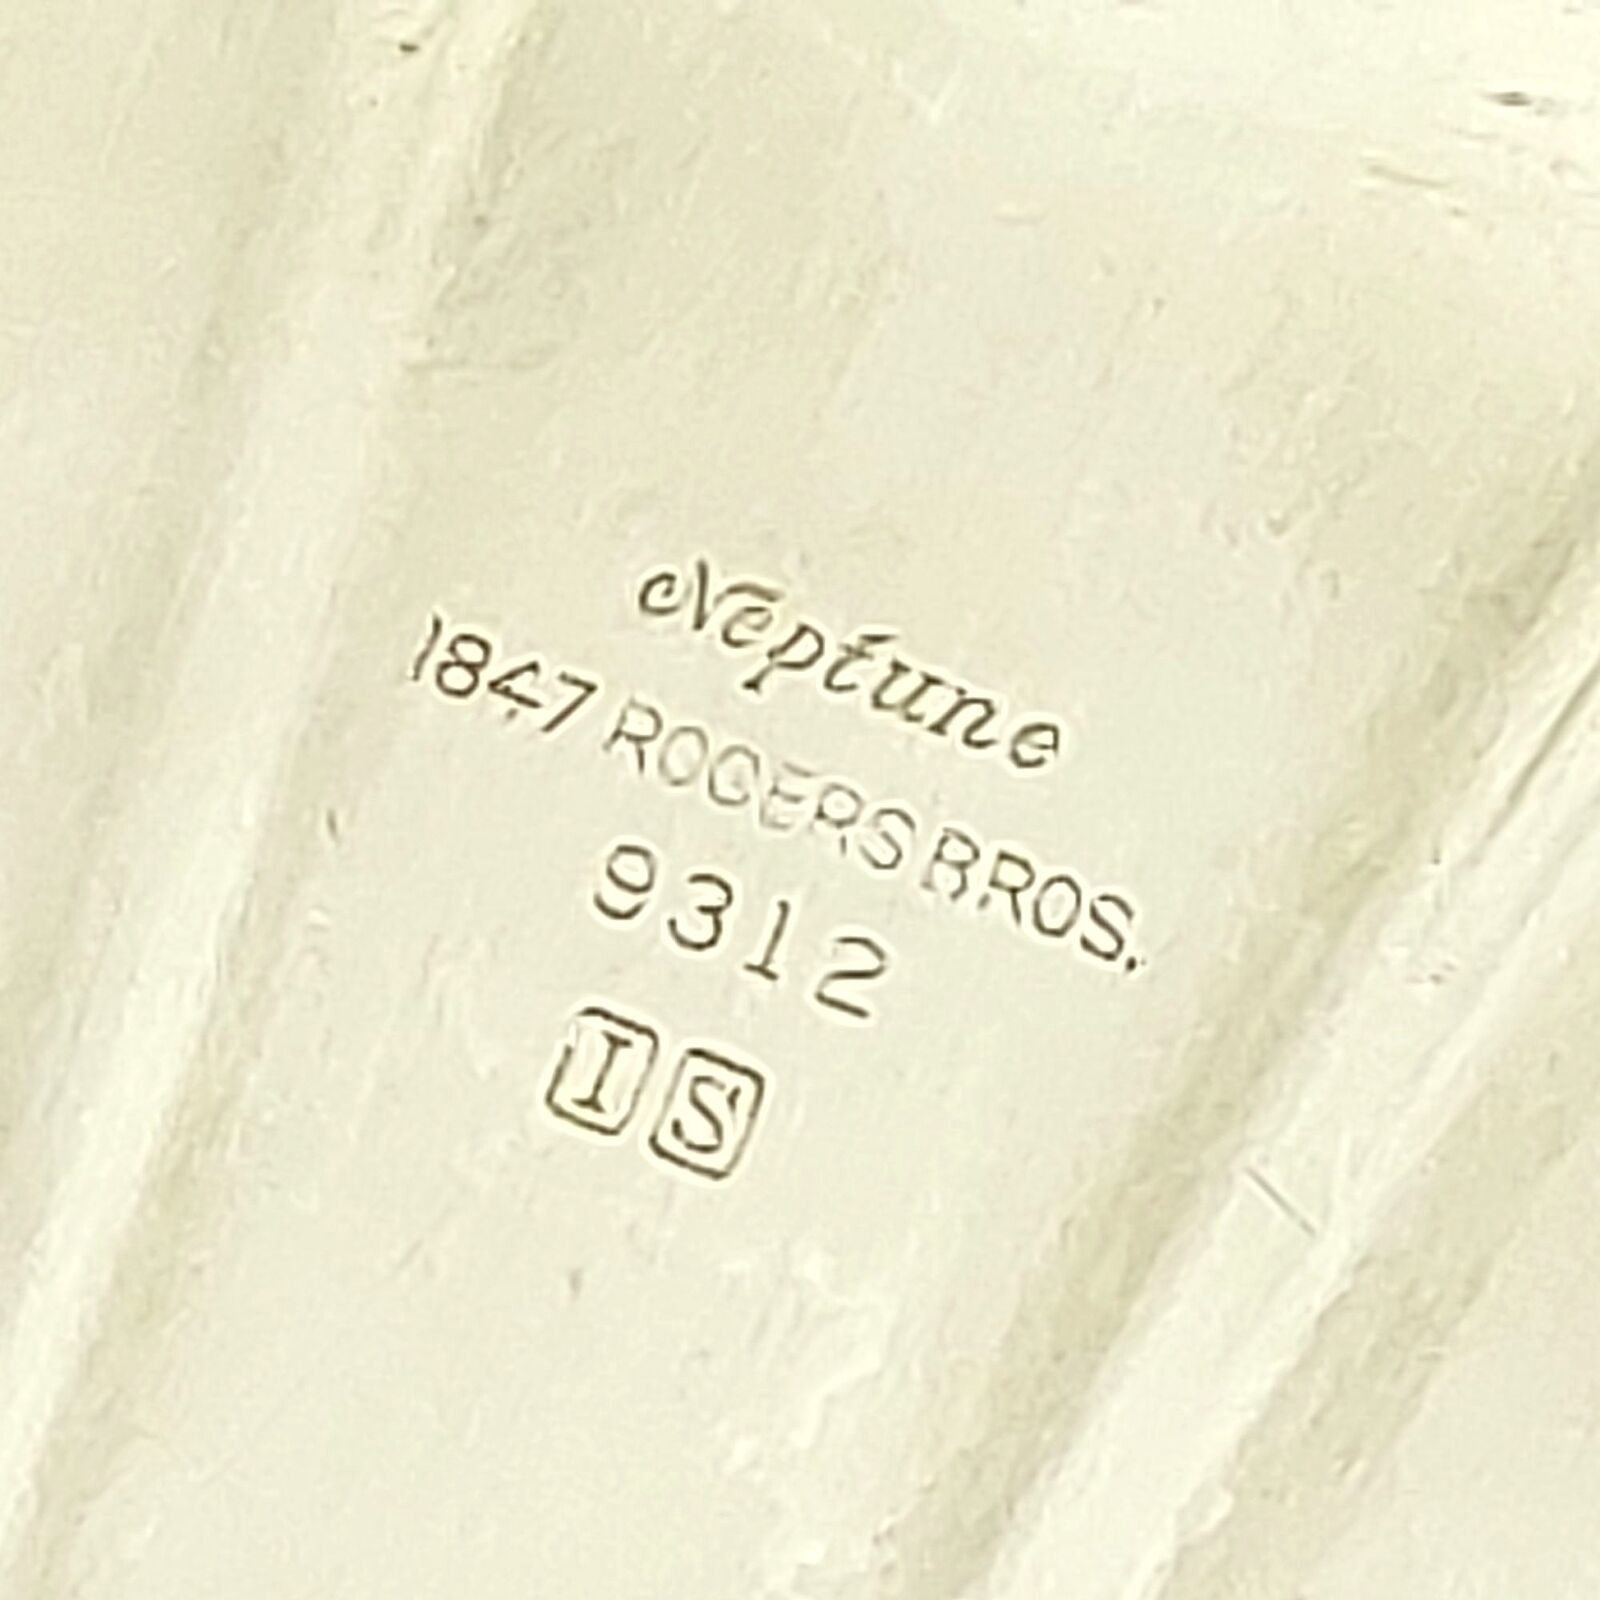 Neptune
1847 ROGERS BROS.
9312
I S